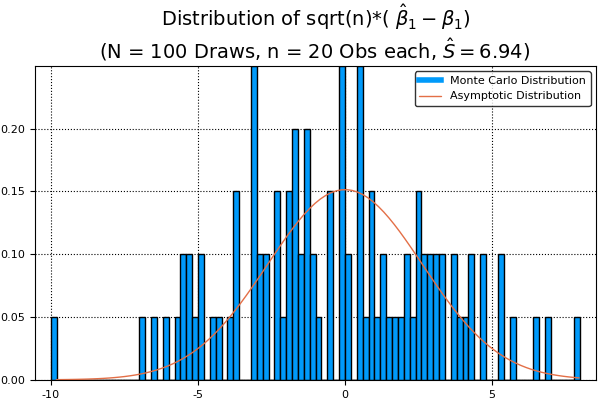 Distribution of sqrt(n)*( β̂₁ − β₁)
(N = 100 Draws, n = 20 Obs each, Ŝ = 6.94)
Monte Carlo Distribution
Asymptotic Distribution
0.20
0.15
0.10
0.05
0.00
-10 -5 0 5